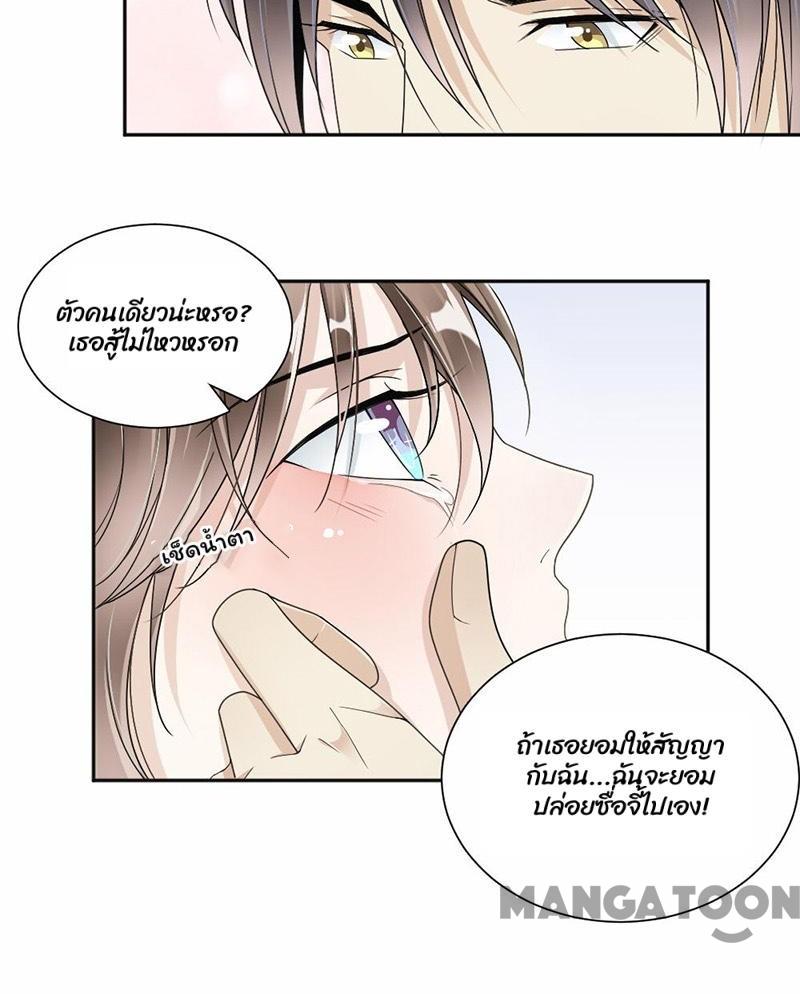 ตัวคนเดียวน่ะหรอ?
เธอสู้ไม่ไหวหรอก
เช็ดน้ำตา
ถ้าเธอยอมให้สัญญา
กับฉัน...ฉันจะยอม
ปล่อยซื่อจี้ไปเอง!
MANGATOON